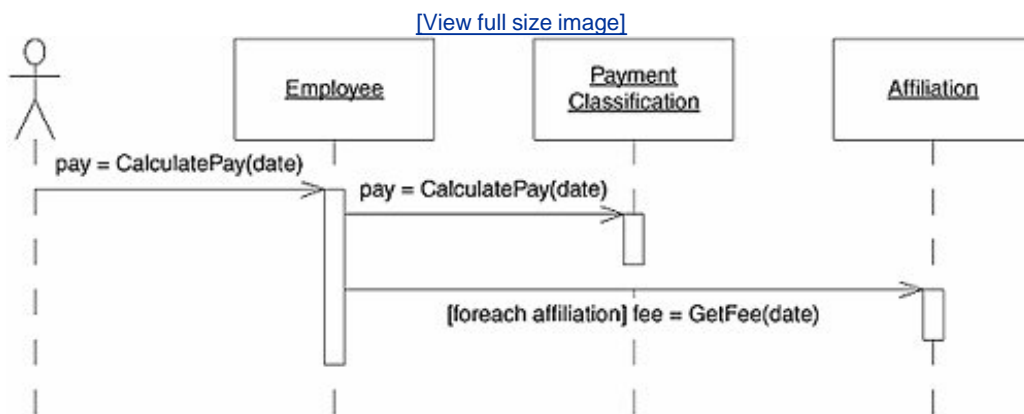 [View full size image]
Employee
Payment
Classification
Affiliation
pay = CalculatePay(date)
pay = CalculatePay(date)
[foreach affiliation] fee = GetFee(date)